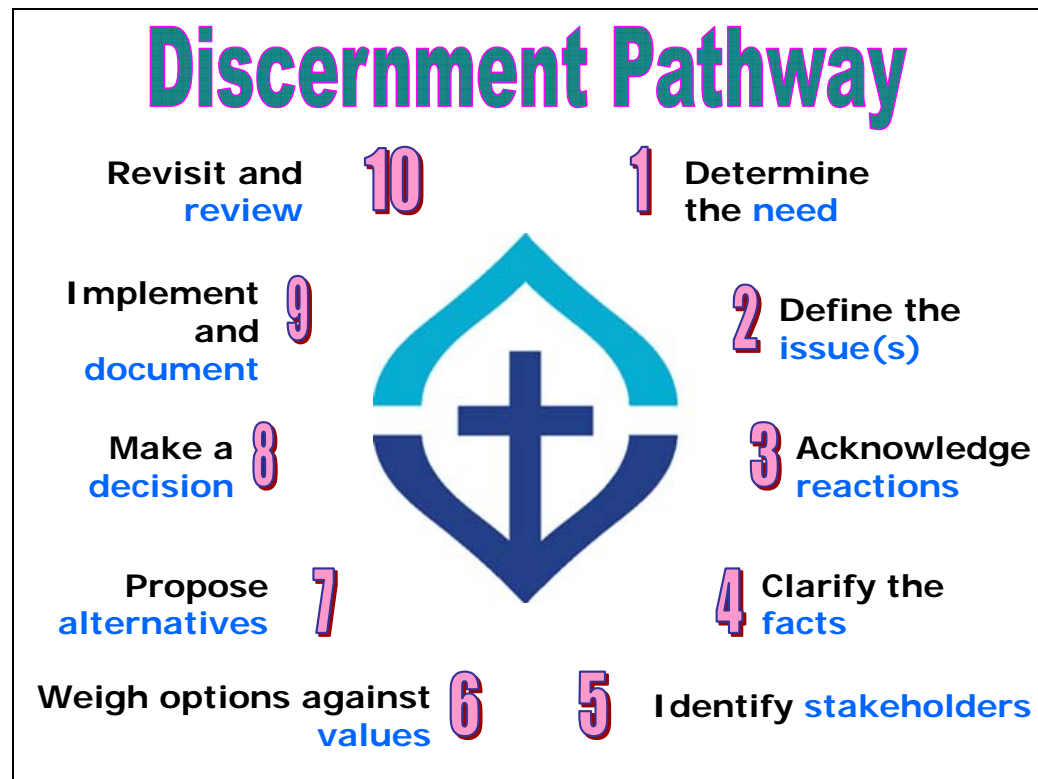 Discernment Pathway
1 Determine
the need
2 Define the
issue(s)
3 Acknowledge
reactions
4 Clarify the
facts
5 Identify stakeholders
6 Weigh options against
values
7 Propose
alternatives
8 Make a
decision
9 Implement
and
document
10 Revisit and
review